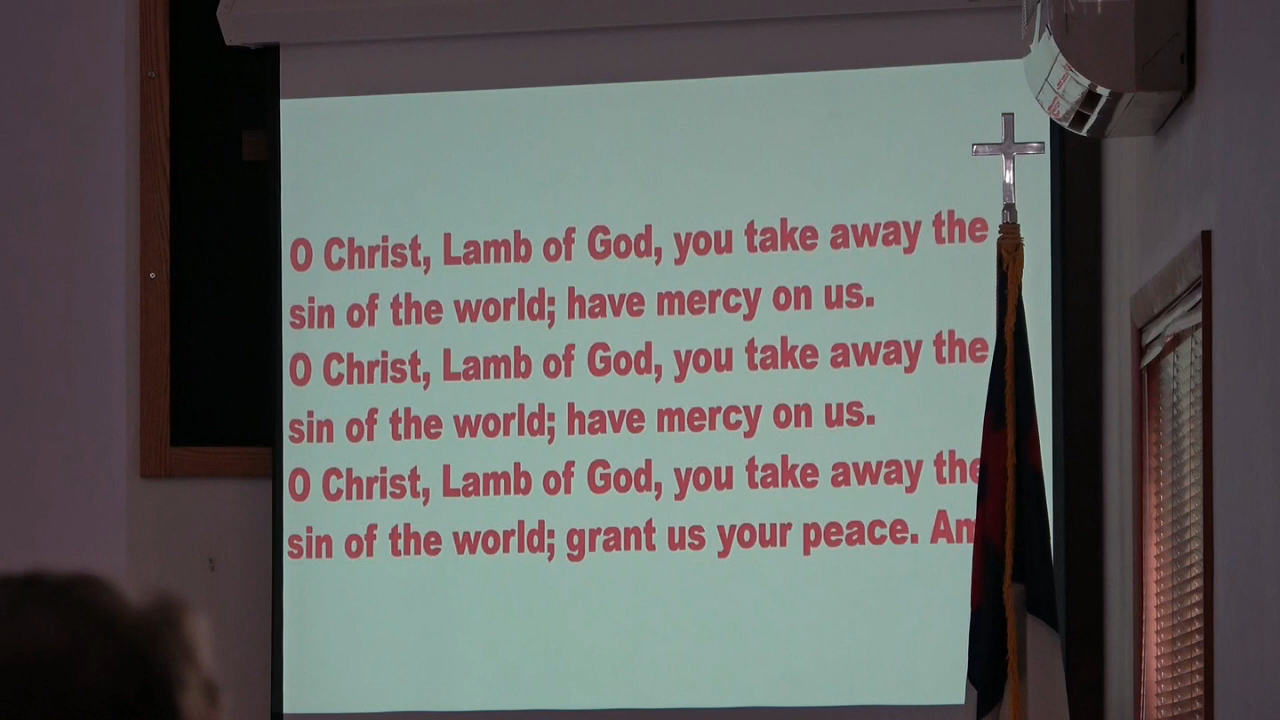 O Christ, Lamb of God, you take away the
sin of the world; have mercy on us.
O Christ, Lamb of God, you take away the
sin of the world; have mercy on us.
O Christ, Lamb of God, you take away the
sin of the world; grant us your peace.